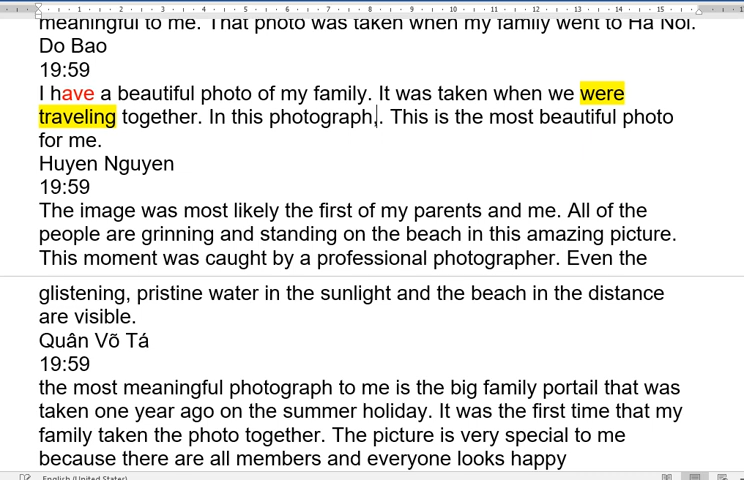 meaningful to me. That photo was taken when my family went to Ha Noi.
Do Bao
19:59
I have a beautiful photo of my family. It was taken when we were
traveling together. In this photograph,. This is the most beautiful photo
for me.
Huyen Nguyen
19:59
The image was most likely the first of my parents and me. All of the
people are grinning and standing on the beach in this amazing picture.
This moment was caught by a professional photographer. Even the
glistening, pristine water in the sunlight and the beach in the distance
are visible.
Quân Võ Tá
19:59
the most meaningful photograph to me is the big family portail that was
taken one year ago on the summer holiday. It was the first time that my
family taken the photo together. The picture is very special to me
because there are all members and everyone looks happy
English (United States)